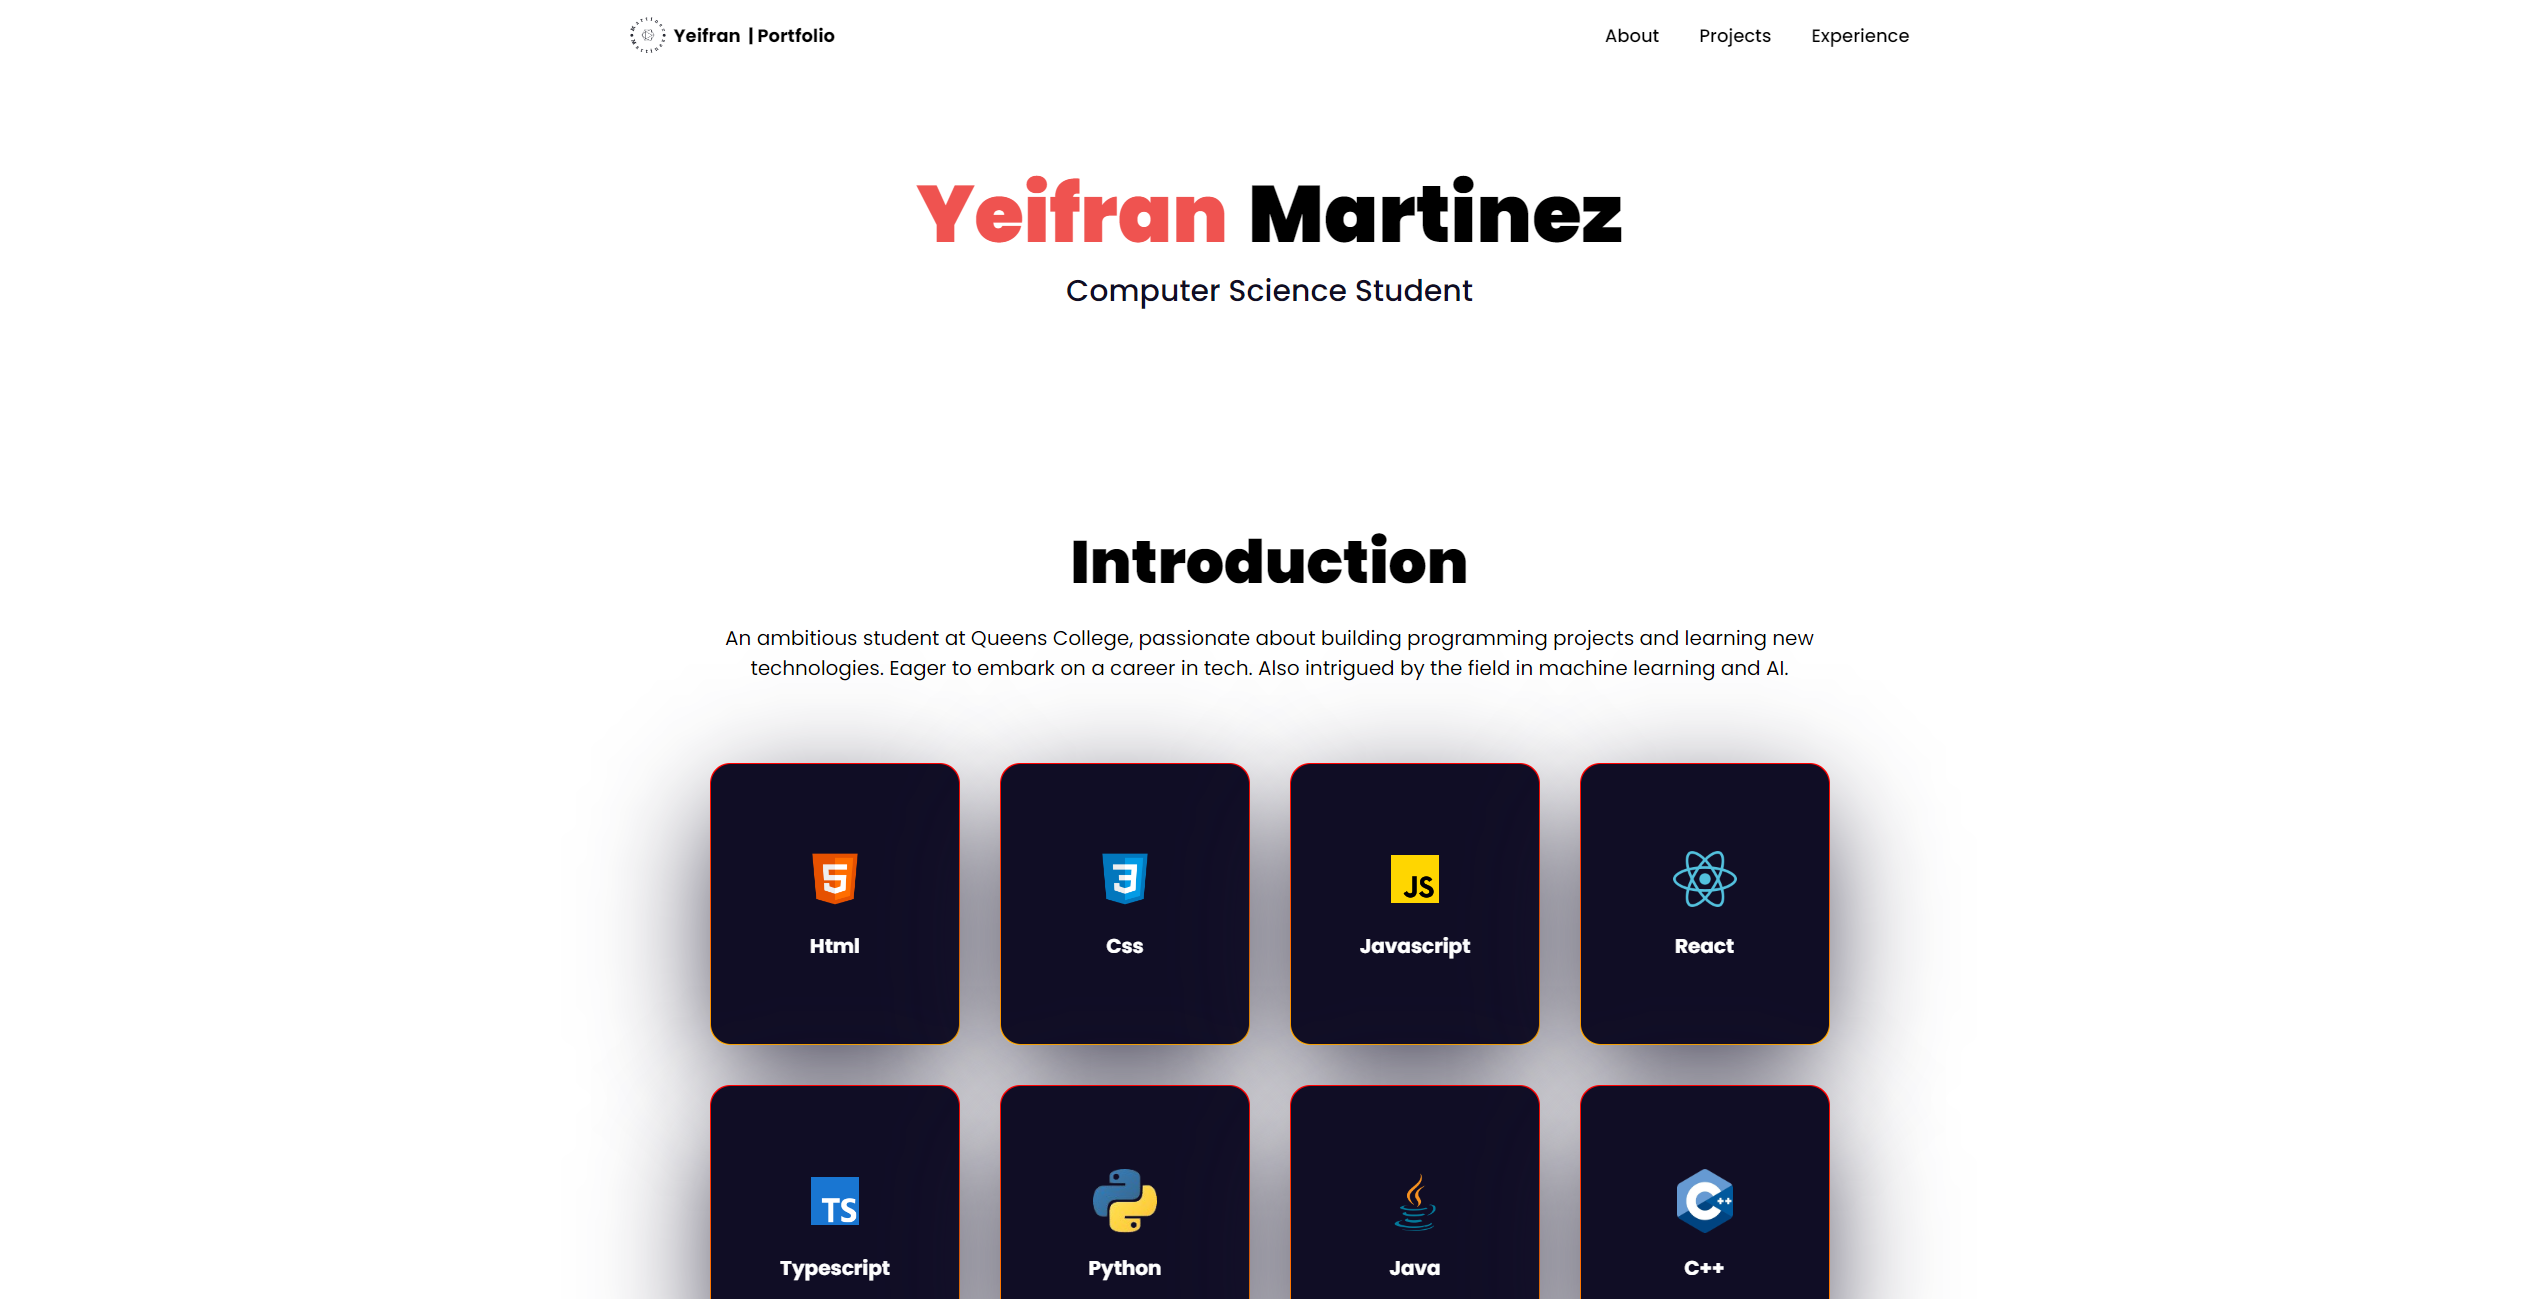 Yeifran | Portfolio
About Projects Experience
Yeifran Martinez
Computer Science Student
Introduction
An ambitious student at Queens College, passionate about building programming projects and learning new
technologies. Eager to embark on a career in tech. Also intrigued by the field in machine learning and AI.
5 3 JS
Html Css Javascript React
TS C++
Typescript Python Java C++